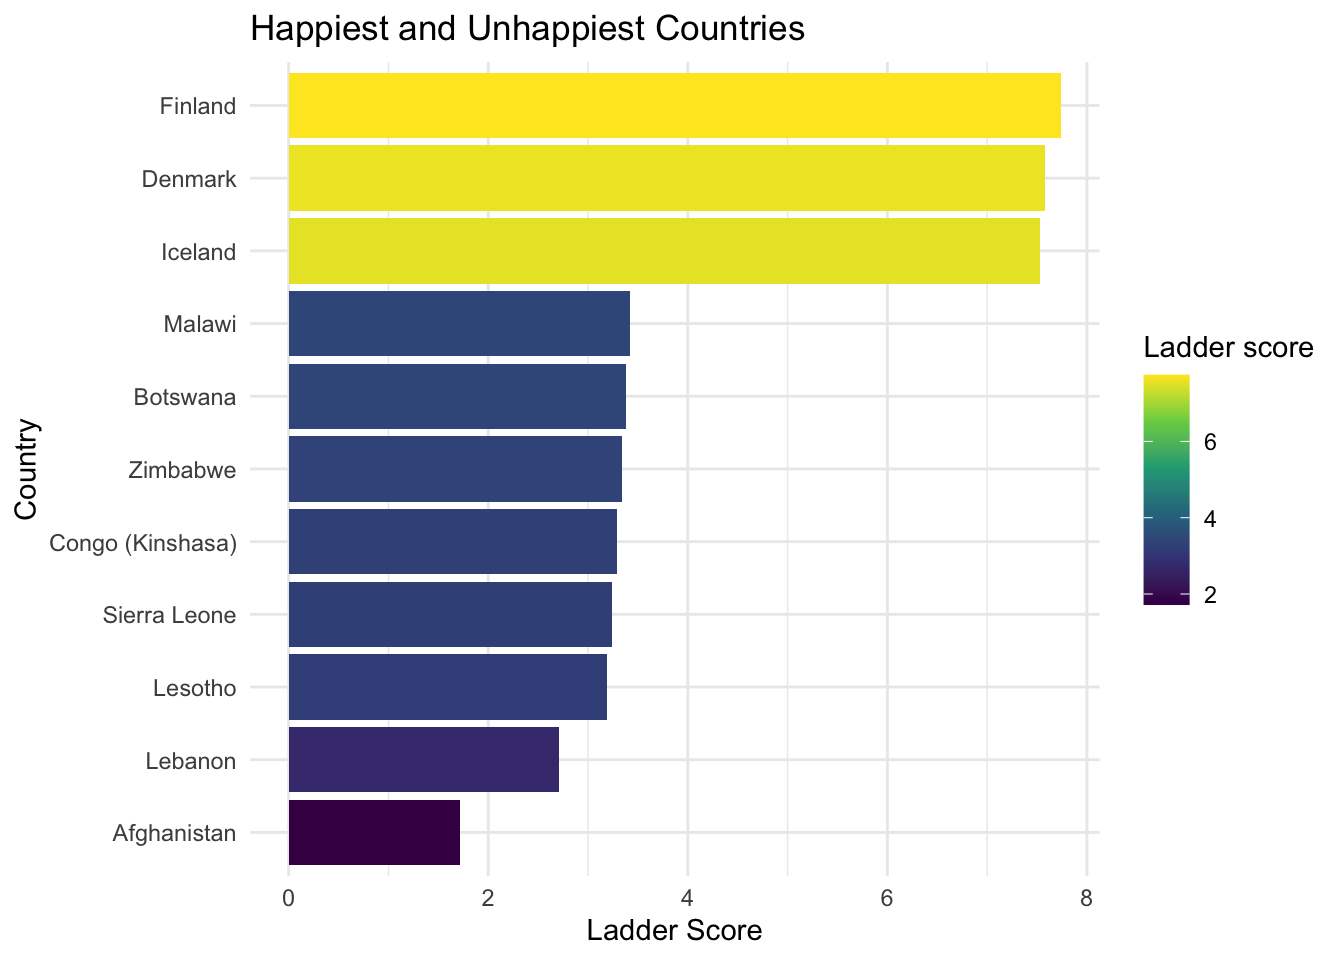 Happiest and Unhappiest Countries
Finland
Denmark
Iceland
Malawi
Botswana
Zimbabwe
Congo (Kinshasa)
Sierra Leone
Lesotho
Lebanon
Afghanistan
Country
0 2 4 6 8
Ladder Score
Ladder score
6
4
2